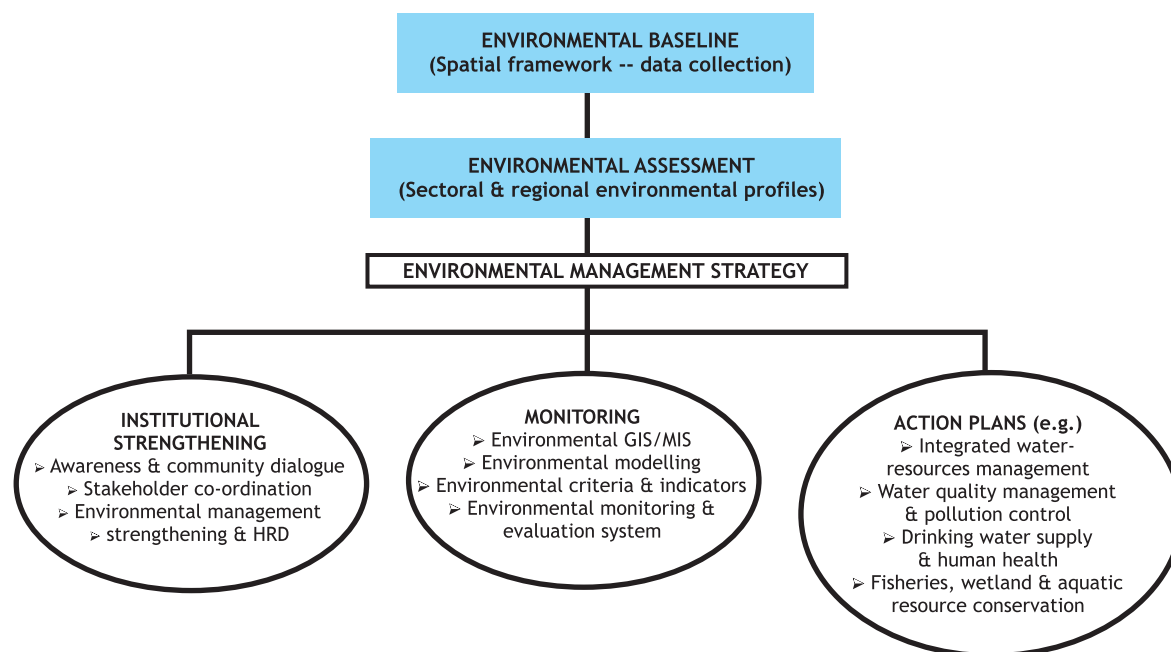 ENVIRONMENTAL BASELINE
(Spatial framework -- data collection)
ENVIRONMENTAL ASSESSMENT
(Sectoral & regional environmental profiles)
ENVIRONMENTAL MANAGEMENT STRATEGY
INSTITUTIONAL
STRENGTHENING
➢ Awareness & community dialogue
➢ Stakeholder co-ordination
➢ Environmental management
➢ strengthening & HRD
MONITORING
➢ Environmental GIS/MIS
➢ Environmental modelling
➢ Environmental criteria & indicators
➢ Environmental monitoring &
evaluation system
ACTION PLANS (e.g.)
➢ Integrated water-
resources management
➢ Water quality management
& pollution control
➢ Drinking water supply
& human health
➢ Fisheries, wetland & aquatic
resource conservation